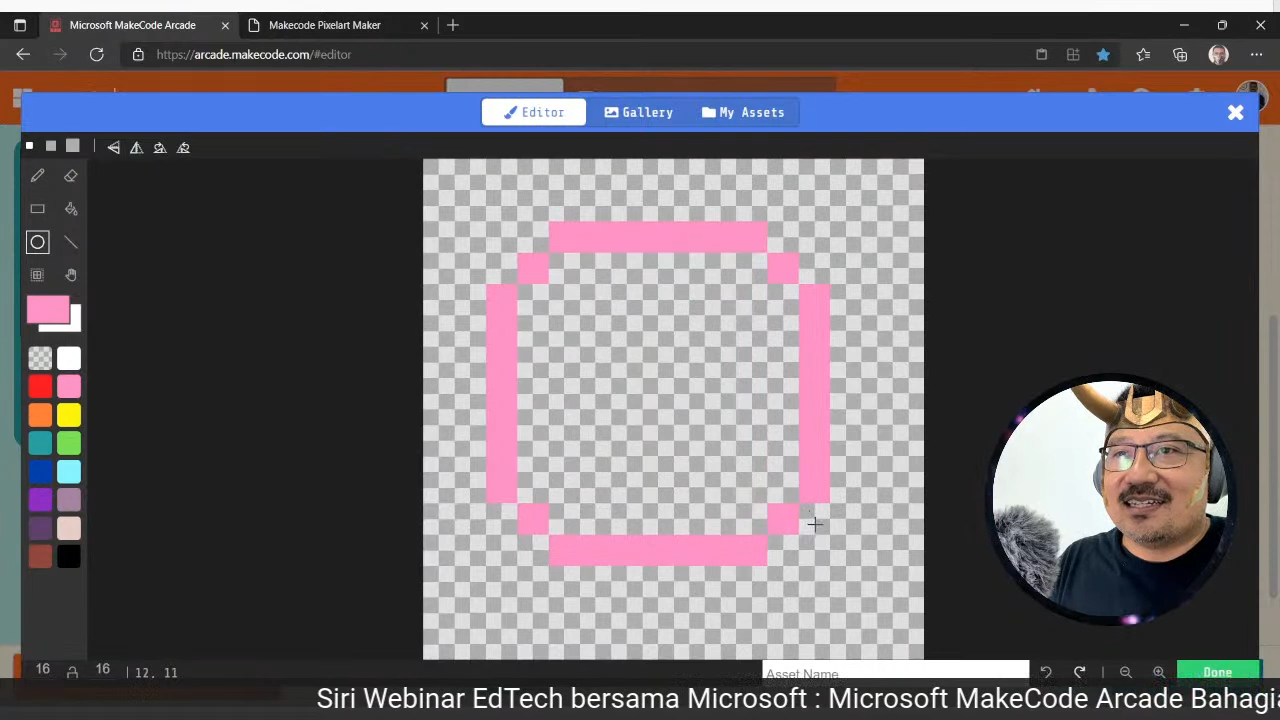 Microsoft MakeCode Arcade
Makecode Pixelart Maker
https://arcade.makecode.com/#editor
Editor
Gallery
My Assets
16
16
12, 11
Asset Name
Done
Siri Webinar EdTech bersama Microsoft : Microsoft MakeCode Arcade Bahagia